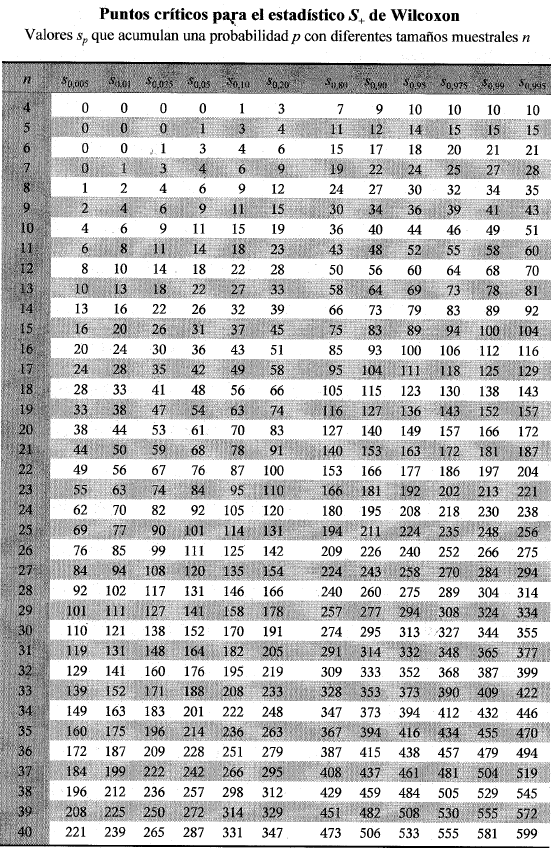 Puntos críticos para el estadístico S+ de Wilcoxon
Valores sp que acumulan una probabilidad p con diferentes tamaños muestrales n
n s0,005 s0,01 s0,025 s0,05 s0,10 s0,20 s0,80 s0,90 s0,95 s0,975 s0,99 s0,995
4 0 0 0 0 1 3 7 9 10 10 10 10
5 0 0 0 1 3 4 11 12 14 15 15 15
6 0 0 1 3 4 6 15 17 18 20 21 21
7 0 1 3 4 6 9 19 22 24 25 27 28
8 1 2 4 6 9 12 24 27 30 32 34 35
9 2 4 6 9 11 15 30 34 36 39 41 43
10 4 6 9 11 15 19 36 40 44 46 49 51
11 6 8 11 14 18 23 43 48 52 55 58 60
12 8 10 14 18 22 28 50 56 60 64 68 70
13 10 13 18 22 27 33 58 64 69 73 78 81
14 13 16 22 26 32 39 66 73 79 83 89 92
15 16 20 26 31 37 45 75 83 89 94 100 104
16 20 24 30 36 43 51 85 93 100 106 112 116
17 24 28 35 42 49 58 95 104 111 118 125 129
18 28 33 41 48 56 66 105 115 123 130 138 143
19 33 38 47 54 63 74 116 127 136 143 152 157
20 38 44 53 61 70 83 127 140 149 157 166 172
21 44 50 59 68 78 91 140 153 163 172 181 187
22 49 56 67 76 87 100 153 166 177 186 197 204
23 55 63 74 84 95 110 166 181 192 202 213 221
24 62 70 82 92 105 120 180 195 208 218 230 238
25 69 77 90 101 114 131 194 211 224 235 248 256
26 76 85 99 111 125 142 209 226 240 252 266 275
27 84 94 108 120 135 154 224 243 258 270 284 294
28 92 102 117 131 146 166 240 260 275 289 304 314
29 101 111 127 141 158 178 257 277 294 308 324 334
30 110 121 138 152 170 191 274 295 313 327 344 355
31 119 131 148 164 182 205 291 314 332 348 365 377
32 129 141 160 176 195 219 309 333 352 368 387 399
33 139 152 171 188 208 233 328 353 373 390 409 422
34 149 163 183 201 222 248 347 373 394 412 432 446
35 160 175 196 214 236 263 367 394 416 434 455 470
36 172 187 209 228 251 279 387 415 438 457 479 494
37 184 199 222 242 266 295 408 437 461 481 504 519
38 196 212 236 257 298 312 429 459 484 505 529 545
39 208 225 250 272 314 329 451 482 508 530 555 572
40 221 239 265 287 331 347 473 506 533 555 581 599